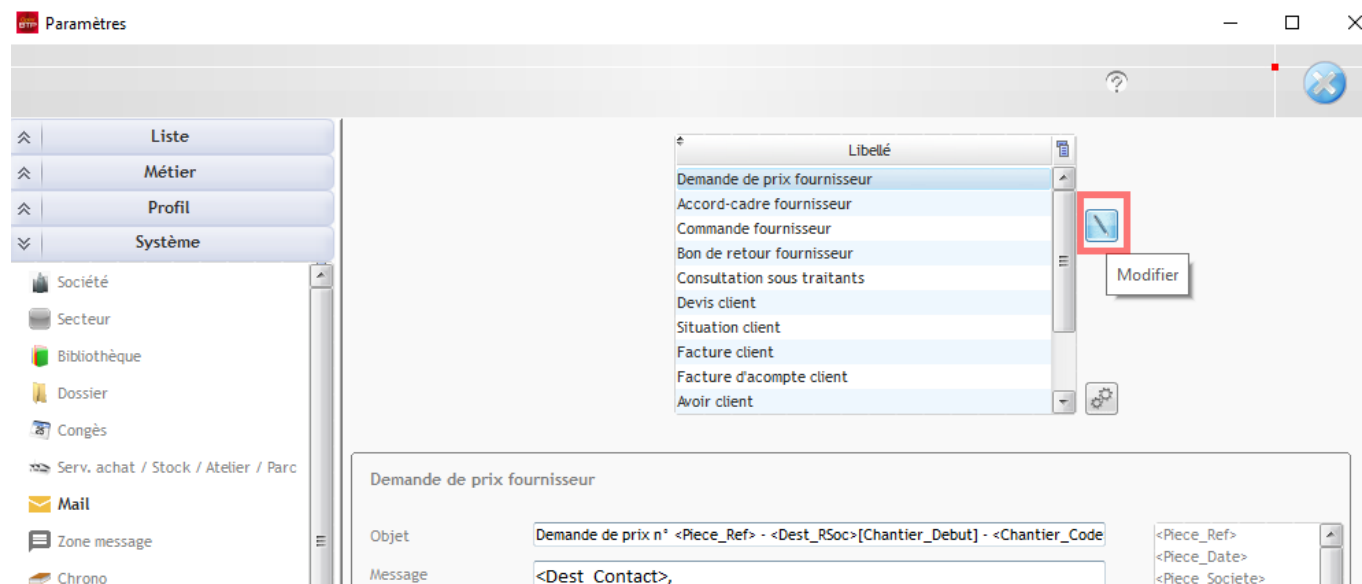 BTP
Paramètres
Liste
Métier
Profil
Système
Société
Secteur
Bibliothèque
Dossier
Congès
Serv. achat / Stock / Atelier / Parc
Mail
Zone message
Chrono
Libellé
Demande de prix fournisseur
Accord-cadre fournisseur
Commande fournisseur
Bon de retour fournisseur
Consultation sous traitants
Devis client
Situation client
Facture client
Facture d'acompte client
Avoir client
Modifier
Demande de prix fournisseur
Objet
Demande de prix n° <Piece_Ref> - <Dest_RSoc>[Chantier_Debut] - <Chantier_Code
Message
<Dest_Contact>,
<Piece_Ref>
<Piece_Date>
<Piece_Societe>